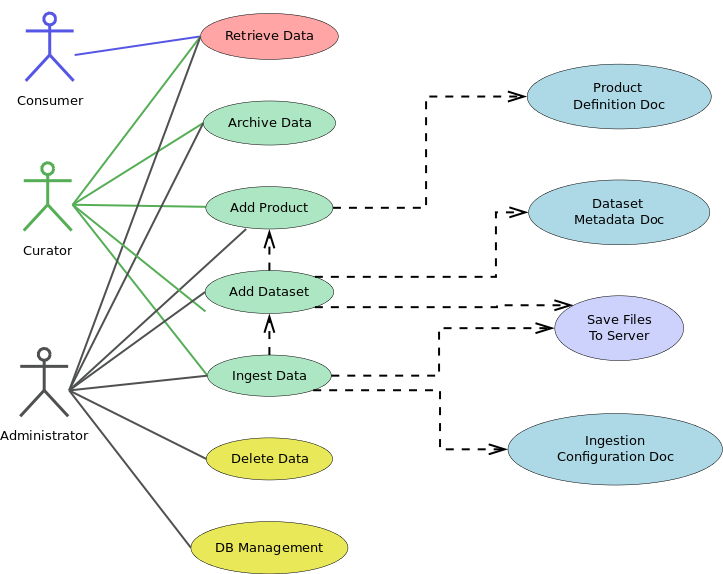 Consumer
Curator
Administrator
Retrieve Data
Archive Data
Add Product
Add Dataset
Ingest Data
Delete Data
DB Management
Product
Definition Doc
Dataset
Metadata Doc
Save Files
To Server
Ingestion
Configuration Doc